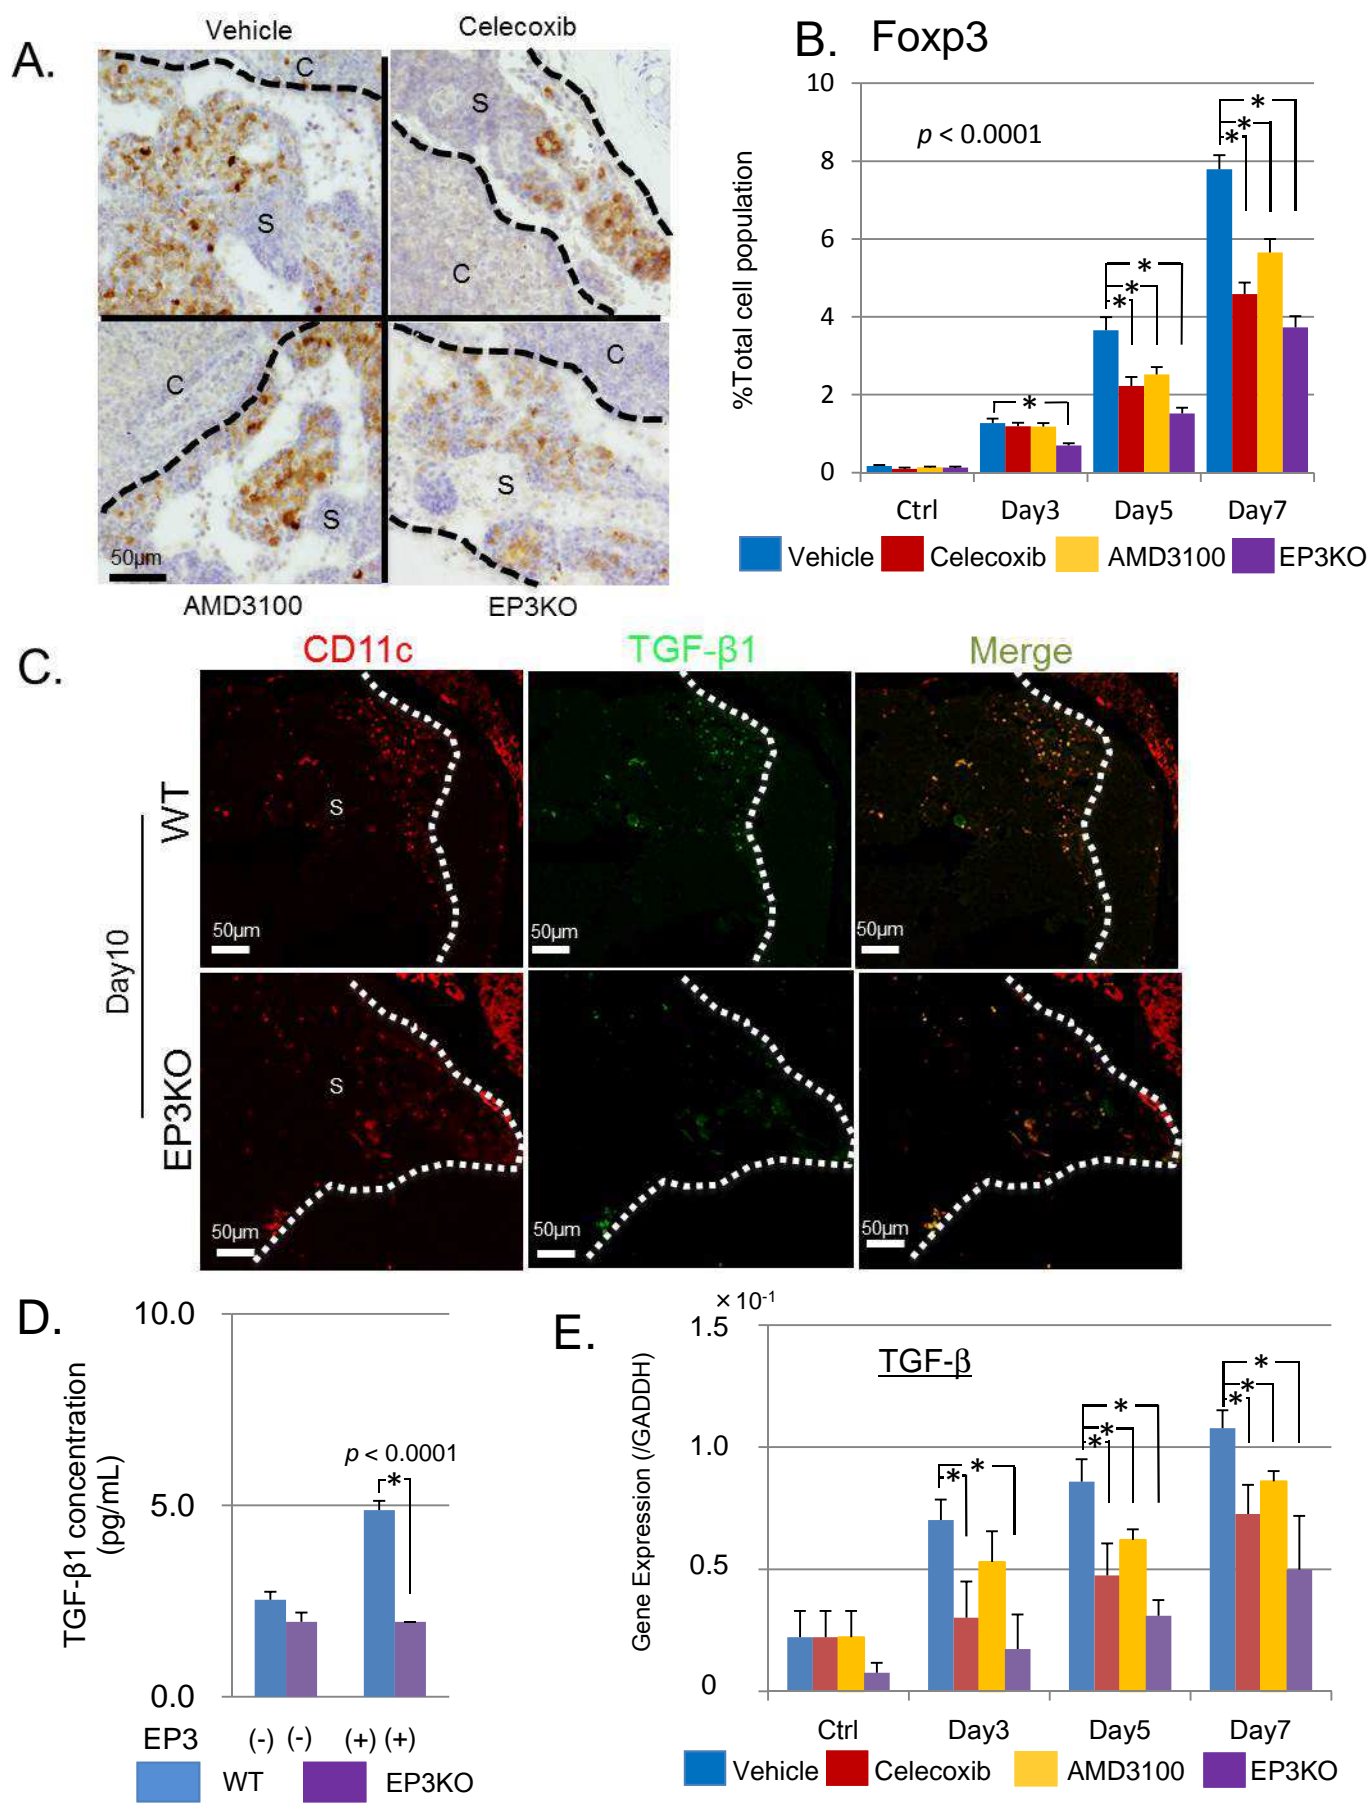 A.
Vehicle
Celecoxib
C
S
S
C
C
S
C
S
50μm
AMD3100
EP3KO
B. Foxp3
%Total cell population
10
8
6
4
2
0
p < 0.0001
*
*
*
*
*
*
*
Ctrl Day3 Day5 Day7
Vehicle Celecoxib AMD3100 EP3KO
C.
CD11c TGF-β1 Merge
Day10
WT
S
50μm 50μm 50μm
EP3KO
S
50μm 50μm 50μm
D.
TGF-β1 concentration
(pg/mL)
10.0
5.0
0.0
p < 0.0001
*
EP3 (-) (-) (+) (+)
WT EP3KO
E.
× 10-1
Gene Expression (/GADDH)
1.5
1.0
0.5
0
TGF-β
*
*
*
*
*
*
*
*
Ctrl Day3 Day5 Day7
Vehicle Celecoxib AMD3100 EP3KO